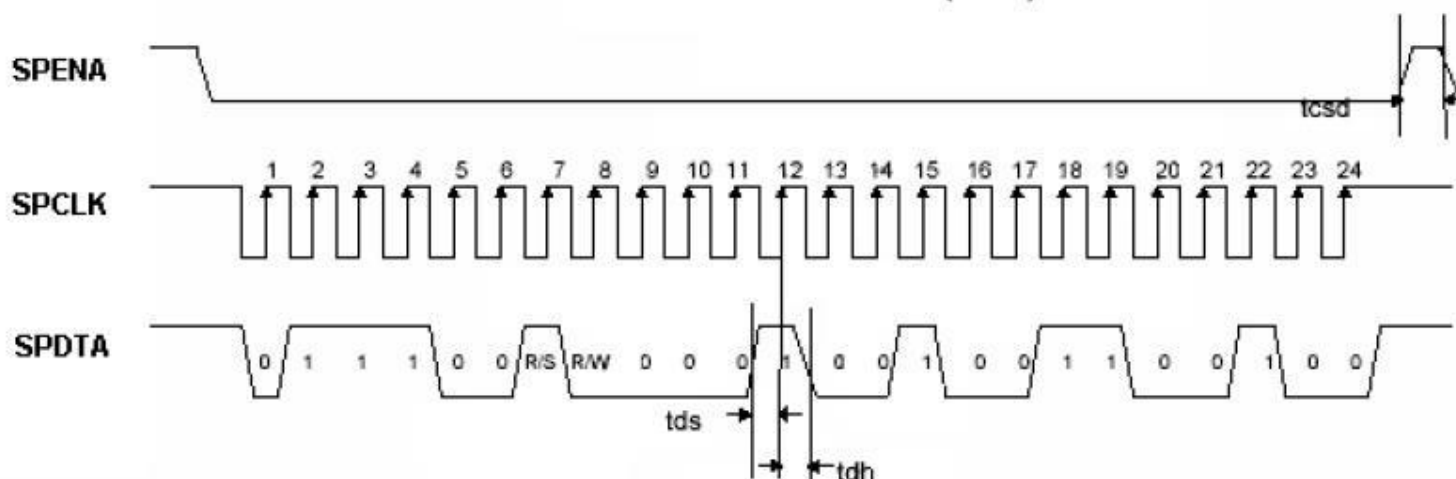 SPENA
tcsd
1 2 3 4 5 6 7 8 9 10 11 12 13 14 15 16 17 18 19 20 21 22 23 24
SPCLK
SPDTA
0 1 1 1 0 0 R/S R/W 0 0 0 1 0 0 1 0 0 1 1 0 0 1 0 0
tds
tdh